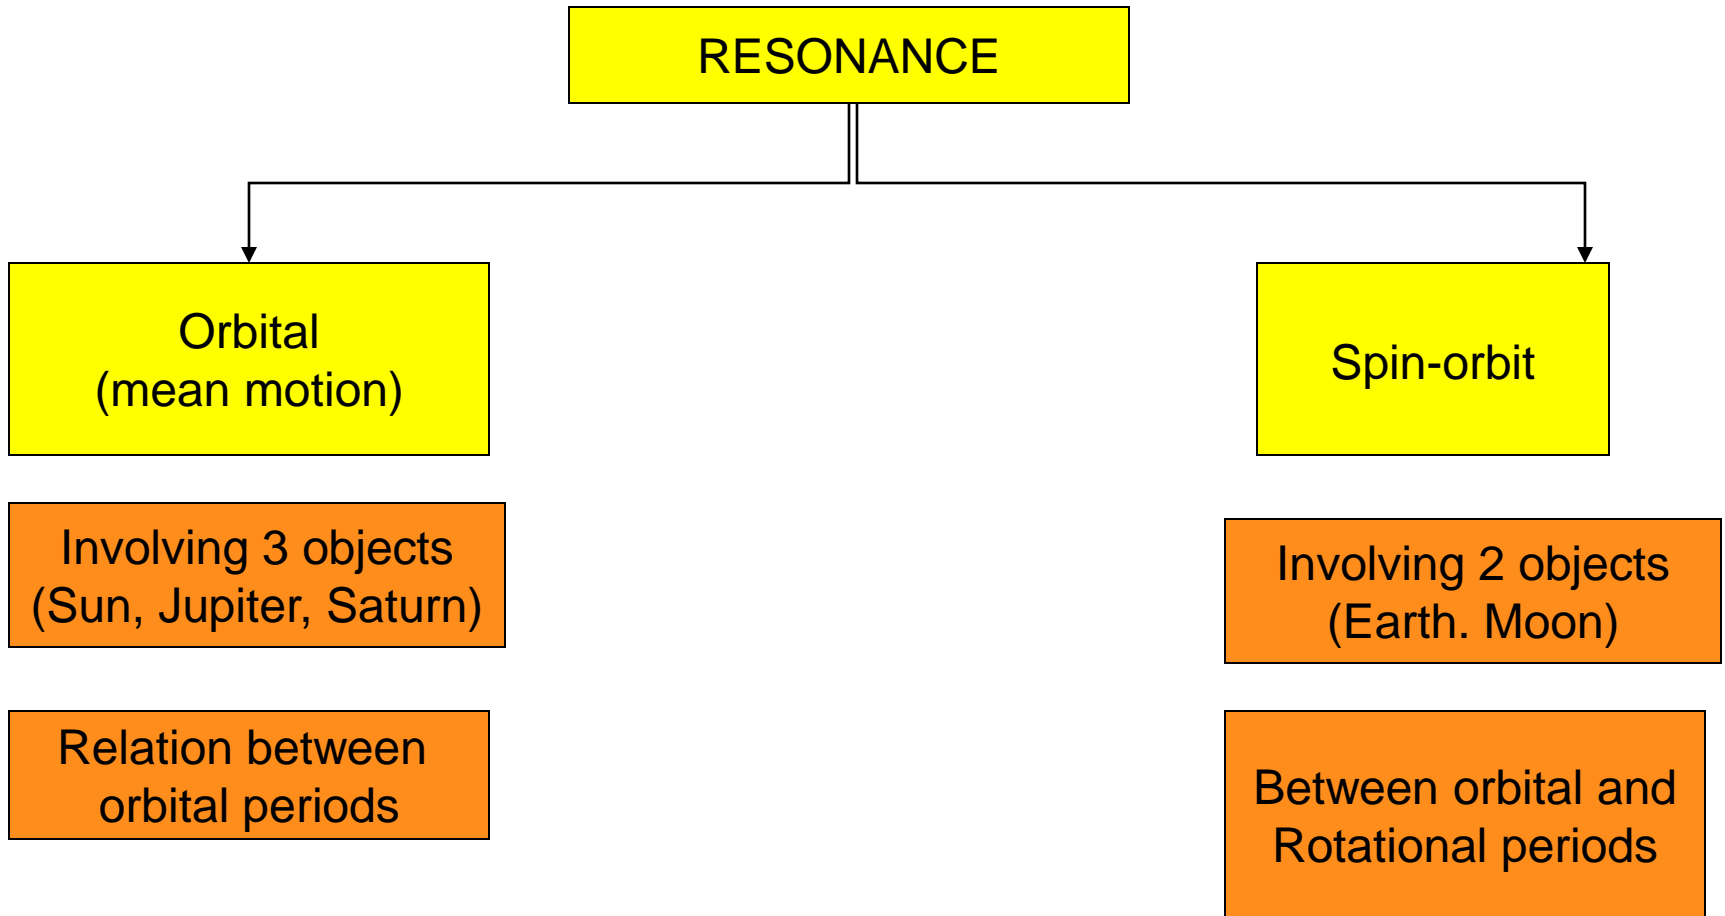 RESONANCE
Orbital
(mean motion)
Spin-orbit
Involving 3 objects
(Sun, Jupiter, Saturn)
Involving 2 objects
(Earth. Moon)
Relation between
orbital periods
Between orbital and
Rotational periods